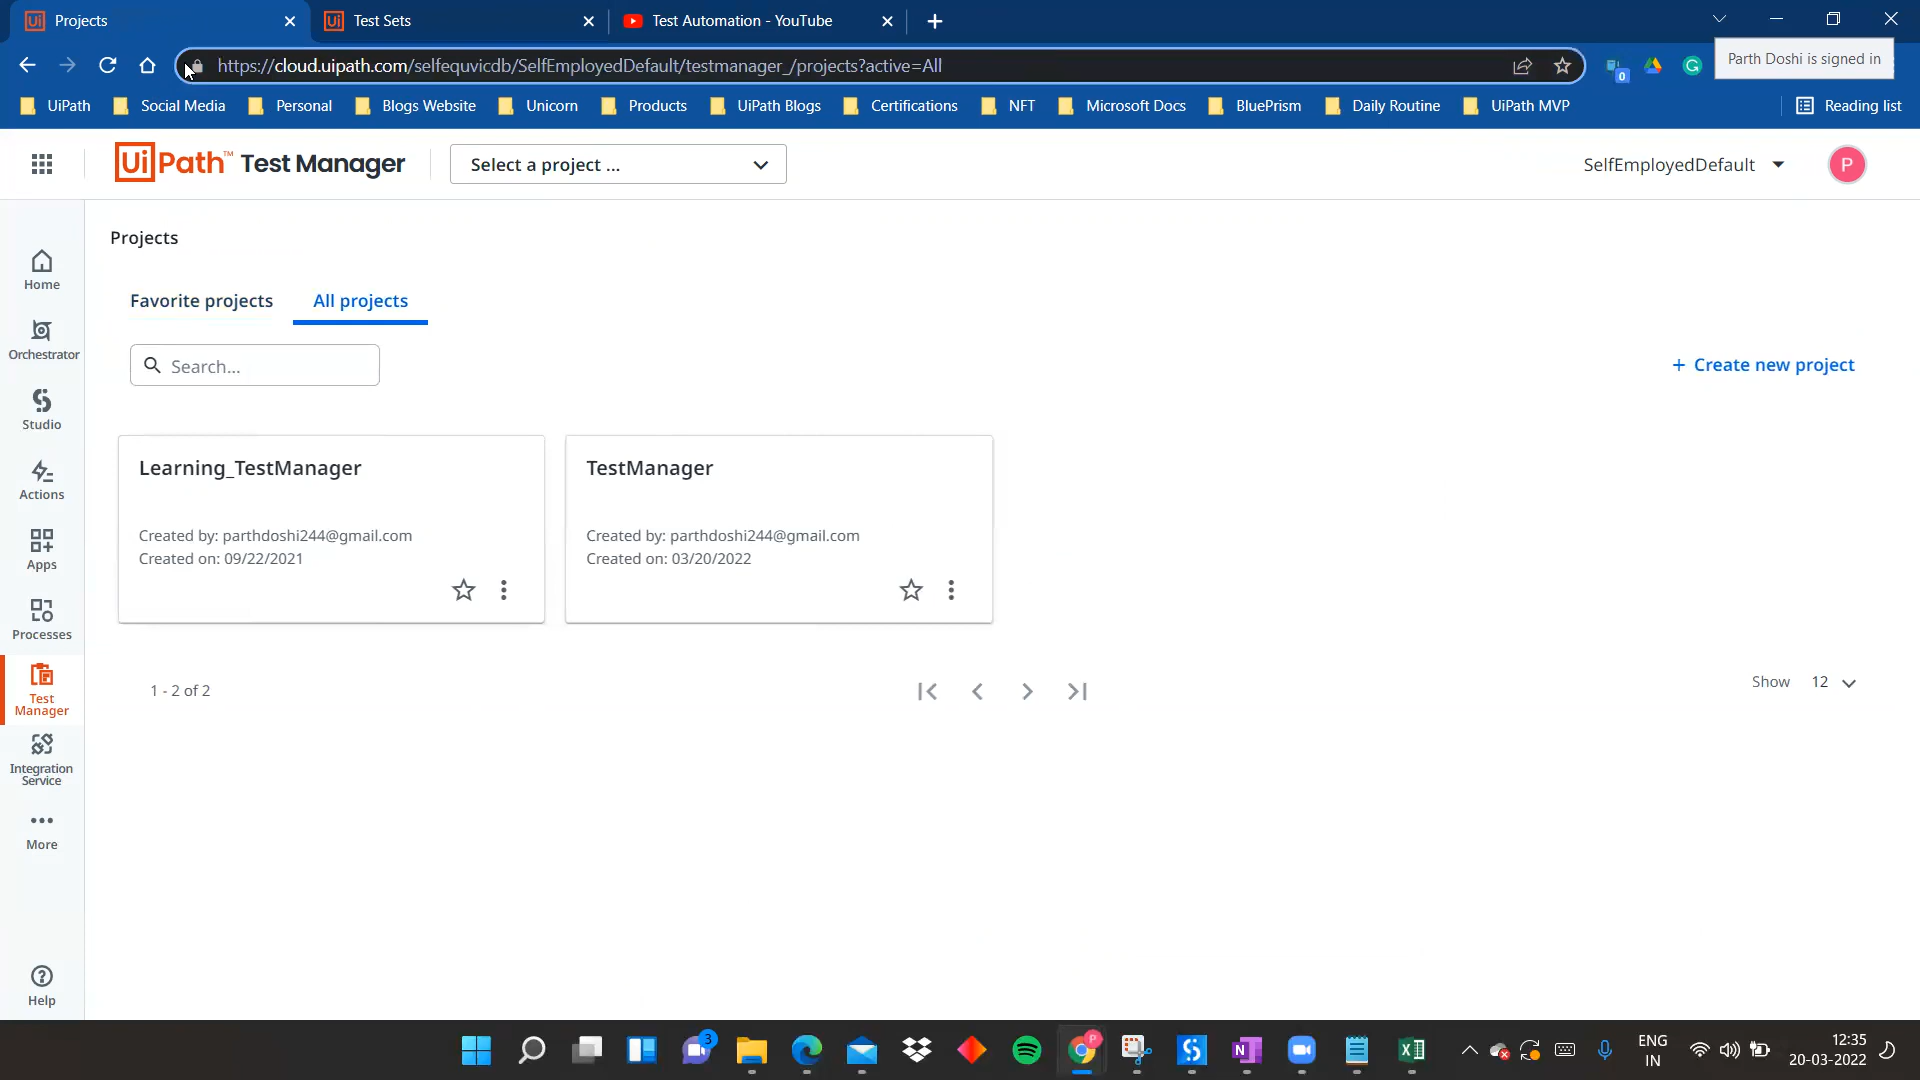 Projects
Test Sets
Test Automation - YouTube
https://cloud.uipath.com/selfequvicdb/SelfEmployedDefault/testmanager_/projects?active=All
0
Parth Doshi is signed in
UiPath
Social Media
Personal
Blogs Website
Unicorn
Products
UiPath Blogs
Certifications
NFT
Microsoft Docs
BluePrism
Daily Routine
UiPath MVP
Reading list
UiPath™ Test Manager
Select a project ...
SelfEmployedDefault
P
Projects
Home
Orchestrator
Studio
Actions
Apps
Processes
Test
Manager
Integration
Service
More
Help
Favorite projects
All projects
Search...
+ Create new project
Learning_TestManager
Created by: parthdoshi244@gmail.com
Created on: 09/22/2021
TestManager
Created by: parthdoshi244@gmail.com
Created on: 03/20/2022
1 - 2 of 2
Show 12
3
P
ENG
IN
12:35
20-03-2022